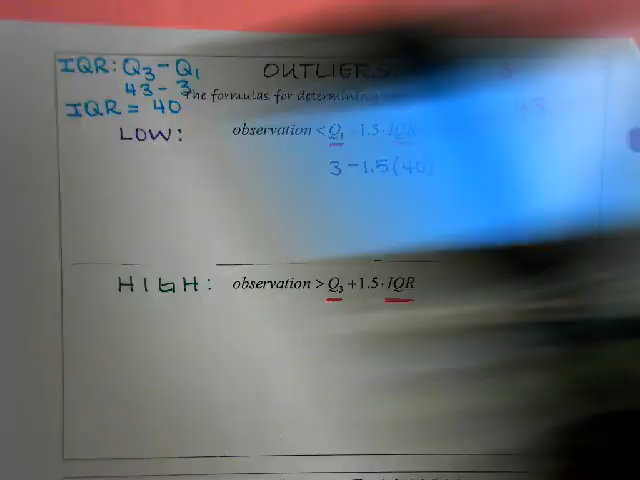 IQR: Q₃ - Q₁
OUTLIERS
43 - 3
The formulas for determining
IQR = 40
43
LOW: observation < Q₁ 1.5·IQR
3 - 1.5(40)
HIGH: observation > Q₃ + 1.5·IQR